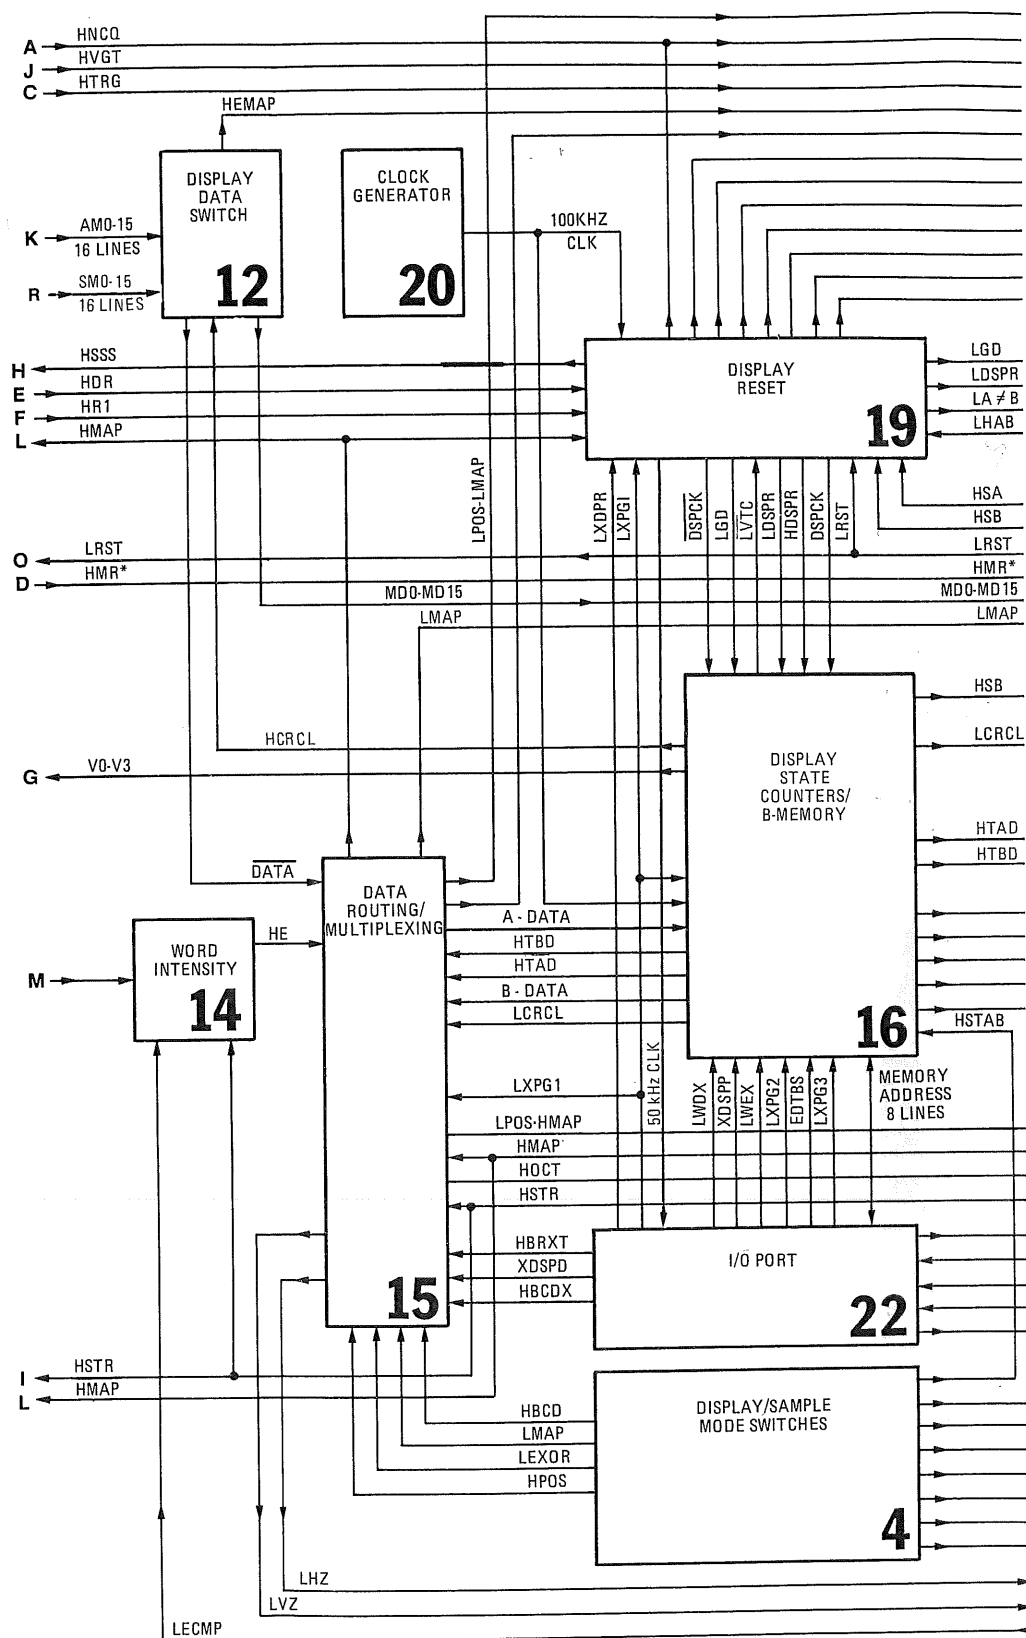 A HNCQ
J HVGT
C HTRG
HEMAP
DISPLAY
DATA
SWITCH
12
CLOCK
GENERATOR
20
K AM0-15
16 LINES
R SM0-15
16 LINES
100KHZ
CLK
H HSSS
E HDR
F HR1
L HMAP
DISPLAY
RESET
19
LGD
LDSPR
LA ≠ B
LHAB
LPOS-LMAP
LXDPR
LXPGI
DSPCK
LGD
LVTC
LDSPR
HDSPR
DSPCK
LRST
HSA
HSB
O LRST
LRST
D HMR*
HMR*
MD0-MD15
MD0-MD15
LMAP
LMAP
HCRCL
G V0-V3
DISPLAY
STATE
COUNTERS/
B-MEMORY
16
HSB
LCRCL
HTAD
HTBD
HSTAB
DATA
DATA
ROUTING/
MULTIPLEXING
15
A - DATA
HTBD
HTAD
B - DATA
LCRCL
WORD
INTENSITY
14
HE
M
LXPG1
50 kHz CLK
LWDX
XDSPP
LWEX
LXPG2
EDTBS
LXPG3
MEMORY
ADDRESS
8 LINES
LPOS·HMAP
HMAP
HOCT
HSTR
HBRXT
XDSPD
HBCDX
I/O PORT
22
I HSTR
L HMAP
HBCD
LMAP
LEXOR
HPOS
DISPLAY/SAMPLE
MODE SWITCHES
4
LHZ
LVZ
LECMP